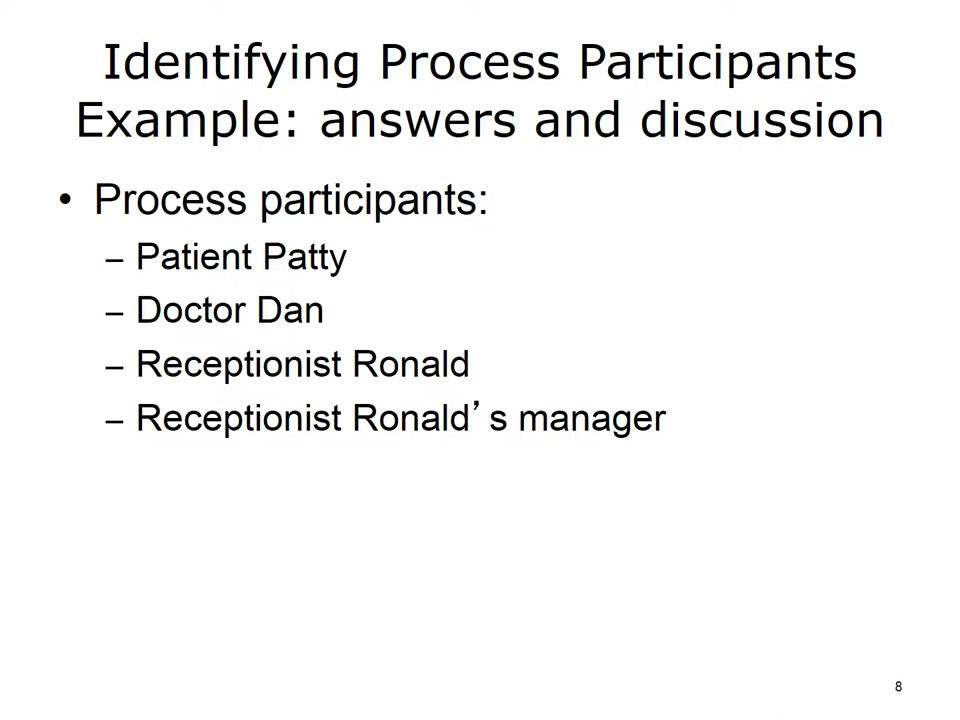 Identifying Process Participants
Example: answers and discussion
• Process participants:
– Patient Patty
– Doctor Dan
– Receptionist Ronald
– Receptionist Ronald’s manager
8